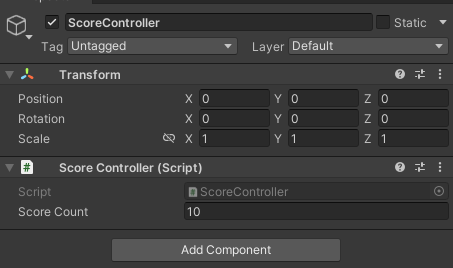 ScoreController
Static
Tag Untagged Layer Default
Transform
Position X 0 Y 0 Z 0
Rotation X 0 Y 0 Z 0
Scale X 1 Y 1 Z 1
# Score Controller (Script)
Script # ScoreController
Score Count 10
Add Component